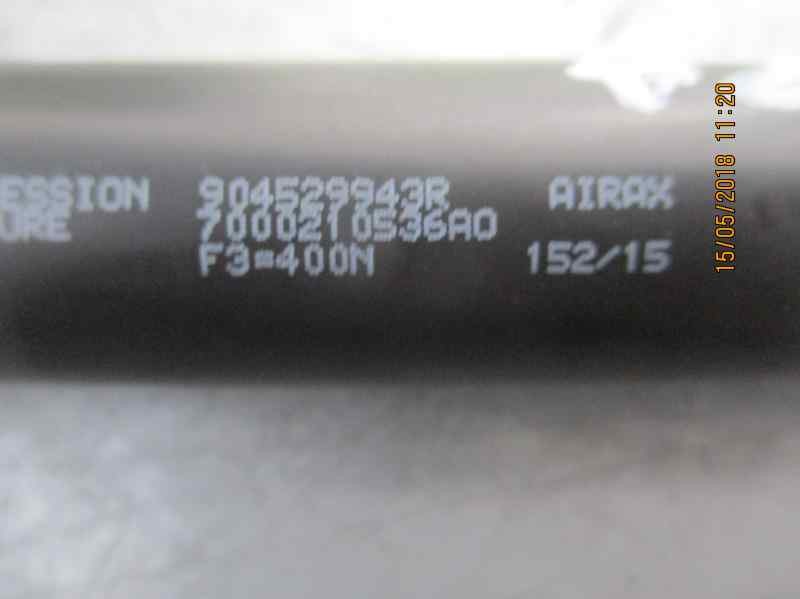 ESSION 904529943R AIRAX
URE 7000210536A0
F3=400N 152/15
15/05/2018 11:20